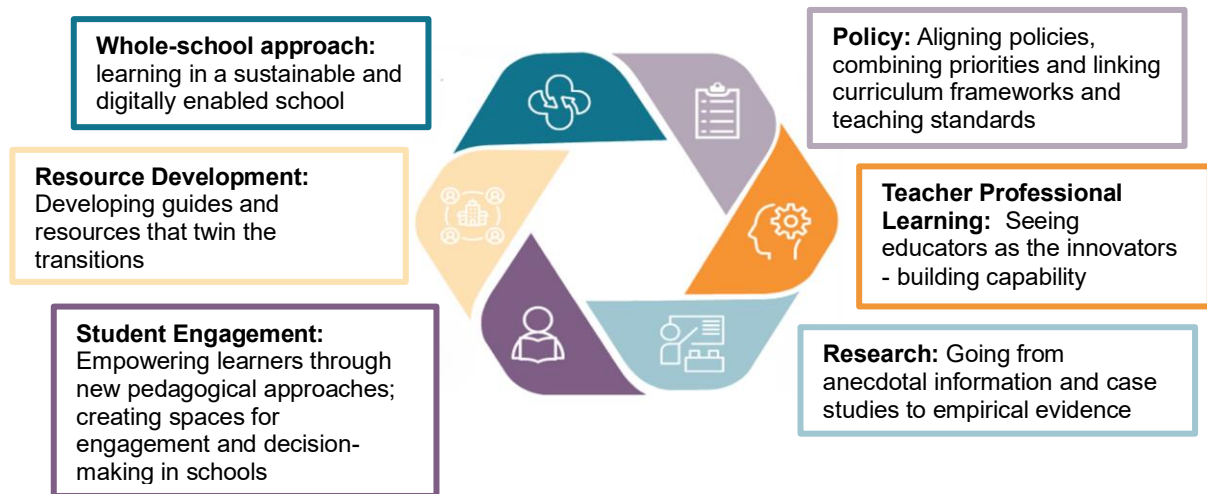 Whole-school approach:
learning in a sustainable and
digitally enabled school
Resource Development:
Developing guides and
resources that twin the
transitions
Student Engagement:
Empowering learners through
new pedagogical approaches;
creating spaces for
engagement and decision-
making in schools
Policy: Aligning policies,
combining priorities and linking
curriculum frameworks and
teaching standards
Teacher Professional
Learning: Seeing
educators as the innovators
- building capability
Research: Going from
anecdotal information and case
studies to empirical evidence